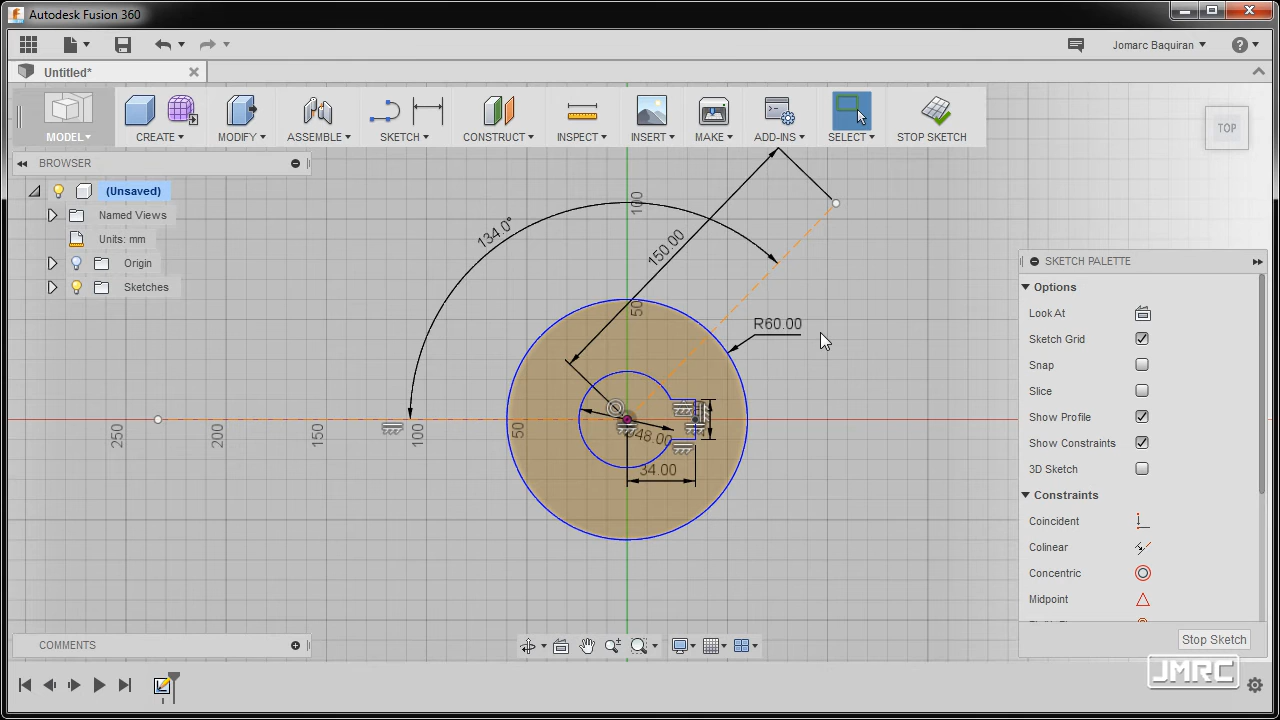 Autodesk Fusion 360
Jomarc Baquiran
Untitled*
MODEL
CREATE
MODIFY
ASSEMBLE
SKETCH
CONSTRUCT
INSPECT
INSERT
MAKE
ADD-INS
SELECT
STOP SKETCH
TOP
BROWSER
(Unsaved)
Named Views
Units: mm
Origin
Sketches
134.0°
100
150.00
50
R60.00
250
200
150
100
50
48.00
34.00
SKETCH PALETTE
Options
Look At
Sketch Grid
Snap
Slice
Show Profile
Show Constraints
3D Sketch
Constraints
Coincident
Colinear
Concentric
Midpoint
Stop Sketch
COMMENTS
JMRC